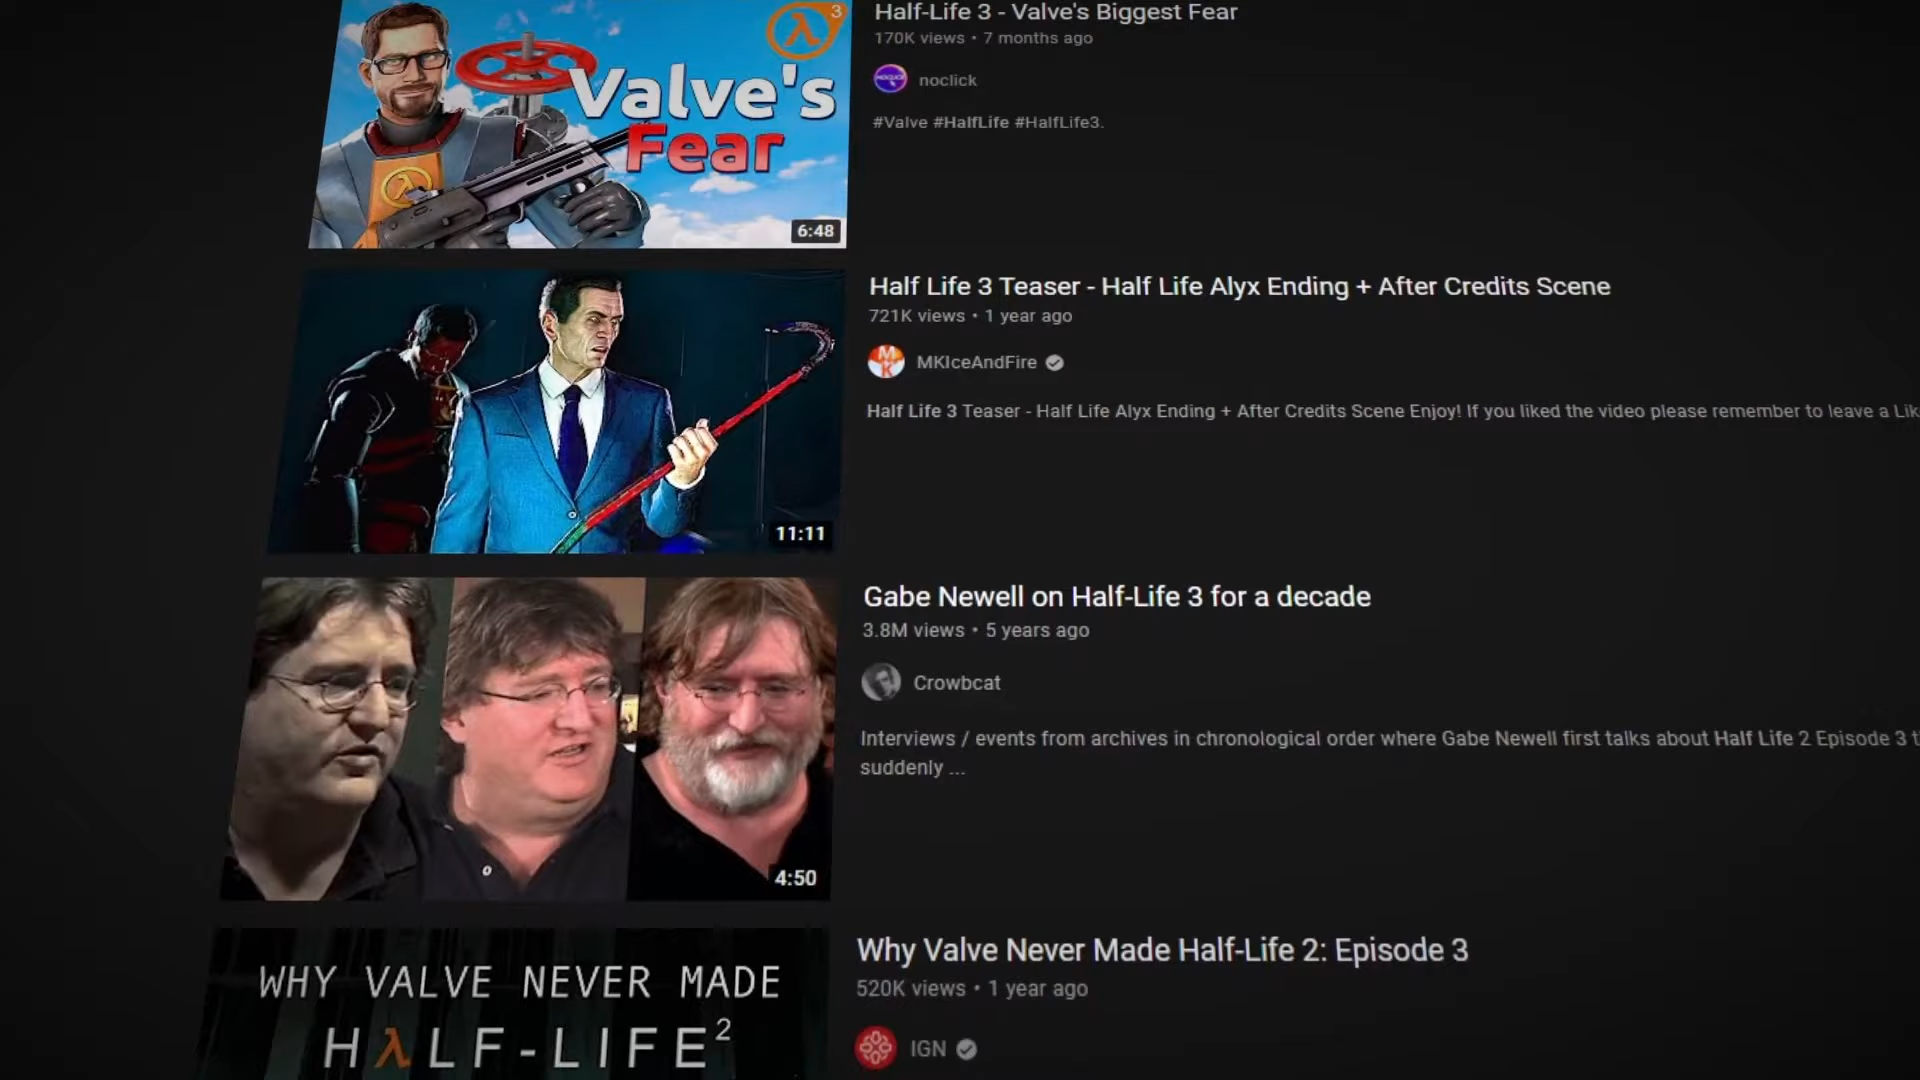 3
Valve's
Fear
6:48
Half-Life 3 - Valve's Biggest Fear
170K views • 7 months ago
noclick
#Valve #HalfLife #HalfLife3.
11:11
Half Life 3 Teaser - Half Life Alyx Ending + After Credits Scene
721K views • 1 year ago
MK
MKIceAndFire
Half Life 3 Teaser - Half Life Alyx Ending + After Credits Scene Enjoy! If you liked the video please remember to leave a Lik
4:50
Gabe Newell on Half-Life 3 for a decade
3.8M views • 5 years ago
Crowbcat
Interviews / events from archives in chronological order where Gabe Newell first talks about Half Life 2 Episode 3 t
suddenly ...
WHY VALVE NEVER MADE
HλLF-LIFE²
Why Valve Never Made Half-Life 2: Episode 3
520K views • 1 year ago
IGN